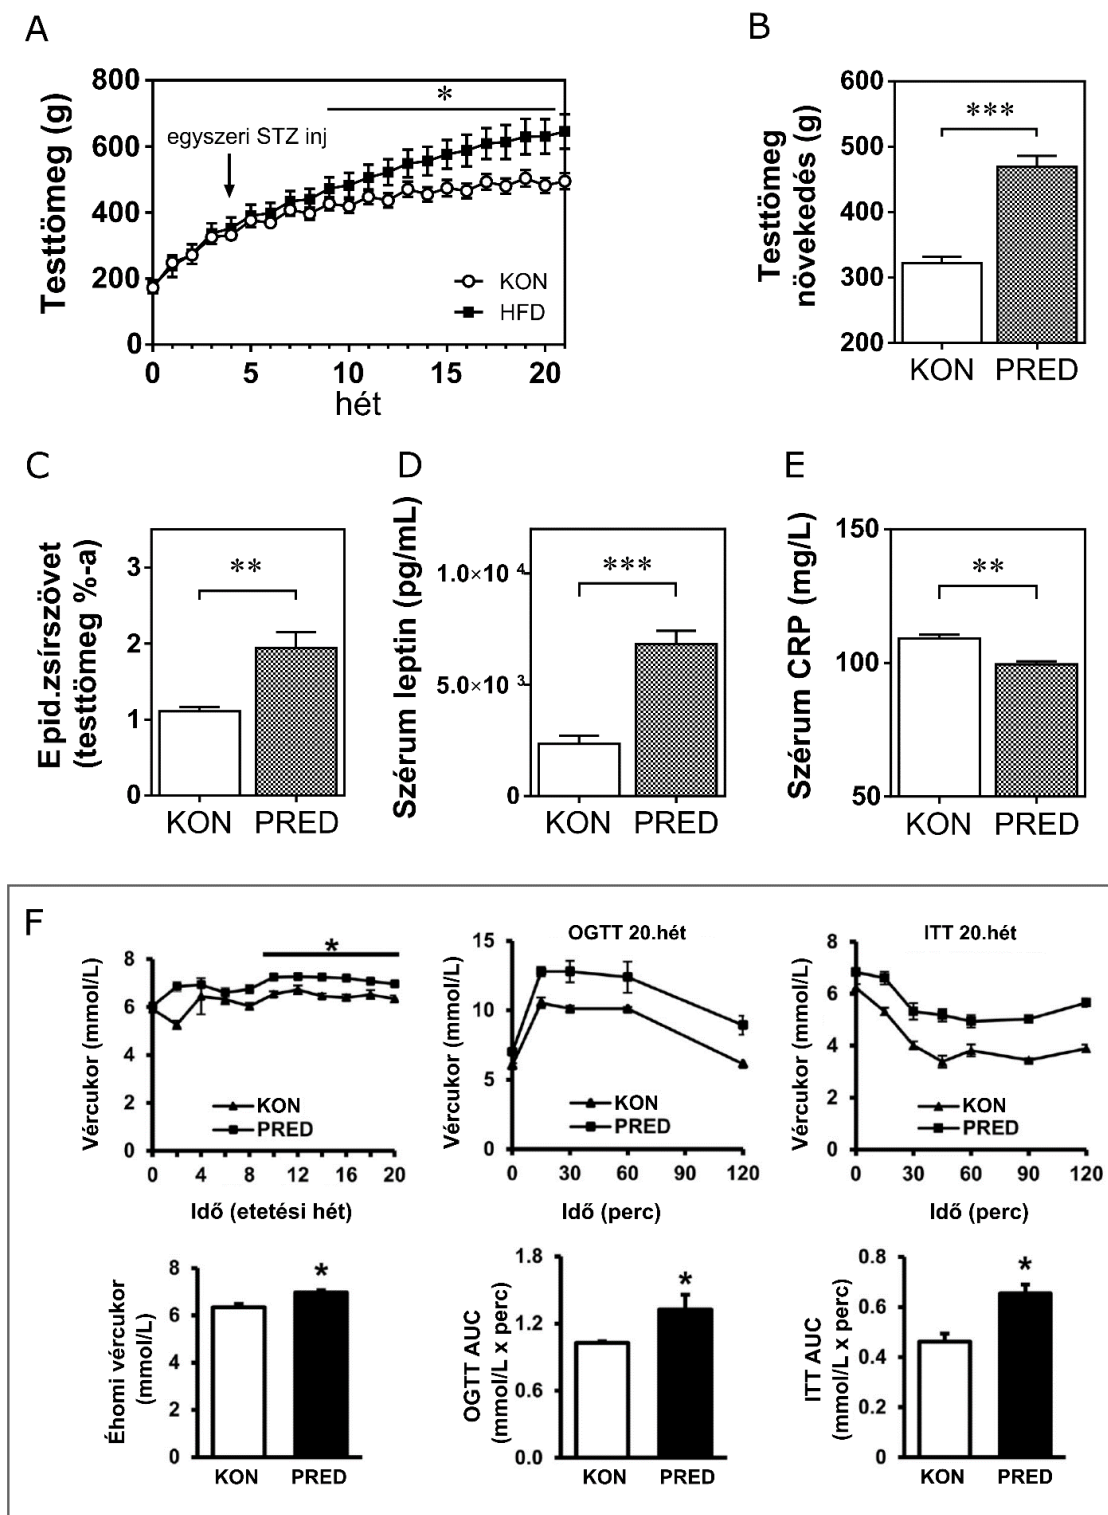 A
Testtömeg (g)
800
600
400
200
0
*
egyszeri STZ inj
KON
HFD
0 5 10 15 20
hét
B
Testtömeg
növekedés (g)
600
500
400
300
200
***
KON PRED
C
Epid.zsírszövet
(testtömeg %-a)
3
2
1
0
**
KON PRED
D
Szérum leptin (pg/mL)
1.0×10 4
5.0×10 3
0
***
KON PRED
E
Szérum CRP (mg/L)
150
100
50
**
KON PRED
F
Vércukor (mmol/L)
8
6
4
2
0
*
KON
PRED
0 4 8 12 16 20
Idő (etetési hét)
OGTT 20.hét
Vércukor (mmol/L)
15
10
5
0
KON
PRED
0 30 60 90 120
Idő (perc)
ITT 20.hét
Vércukor (mmol/L)
8
6
4
2
0
KON
PRED
0 30 60 90 120
Idő (perc)
Éhomi vércukor
(mmol/L)
8
6
4
2
0
*
KON PRED
OGTT AUC
(mmol/L x perc)
1.8
1.2
0.6
0.0
*
KON PRED
ITT AUC
(mmol/L x perc)
0.8
0.6
0.4
0.2
0
*
KON PRED